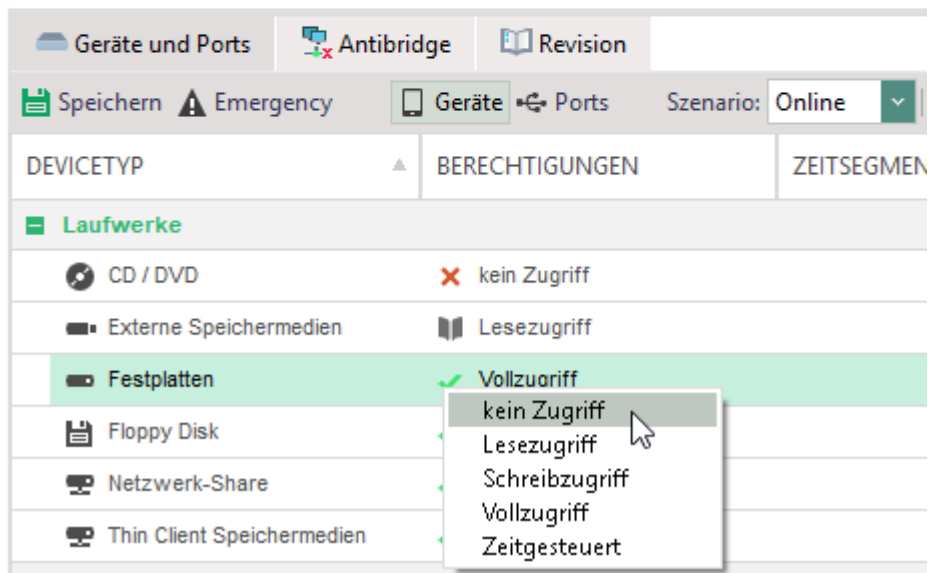 Geräte und Ports Antibridge Revision
Speichern Emergency Geräte Ports Szenario: Online
DEVICETYP BERECHTIGUNGEN ZEITSEGMEN
Laufwerke
CD / DVD kein Zugriff
Externe Speichermedien Lesezugriff
Festplatten Vollzugriff
kein Zugriff
Floppy Disk
Lesezugriff
Schreibzugriff
Netzwerk-Share
Vollzugriff
Thin Client Speichermedien
Zeitgesteuert